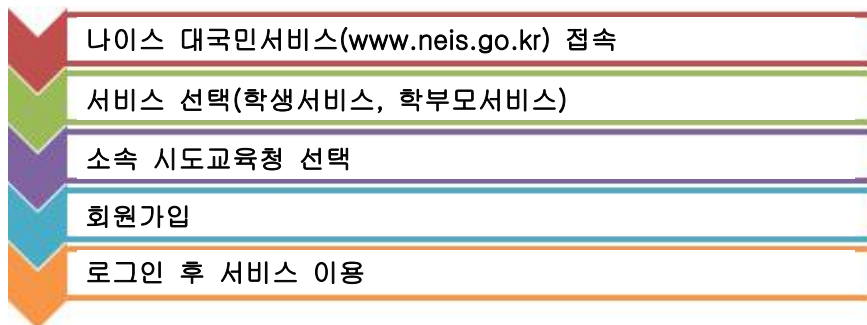 나이스 대국민서비스(www.neis.go.kr) 접속
서비스 선택(학생서비스, 학부모서비스)
소속 시도교육청 선택
회원가입
로그인 후 서비스 이용